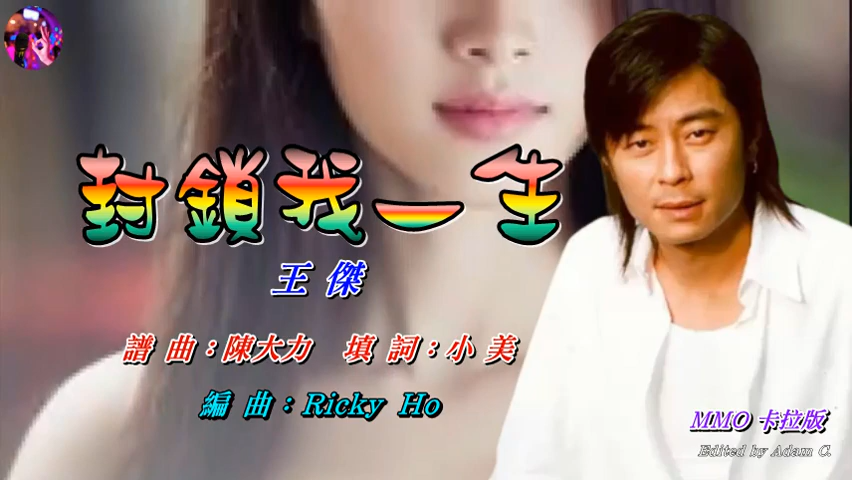 封鎖我一生
王傑
譜曲：陳大力 填詞：小美
編曲：Ricky Ho
MMO 卡拉版
Edited by Adam C.